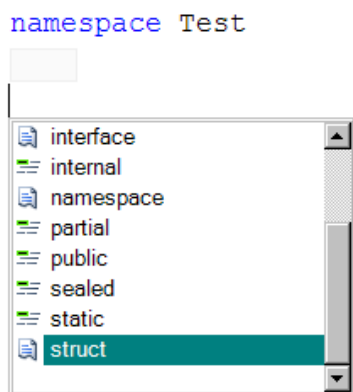 namespace Test
interface
internal
namespace
partial
public
sealed
static
struct